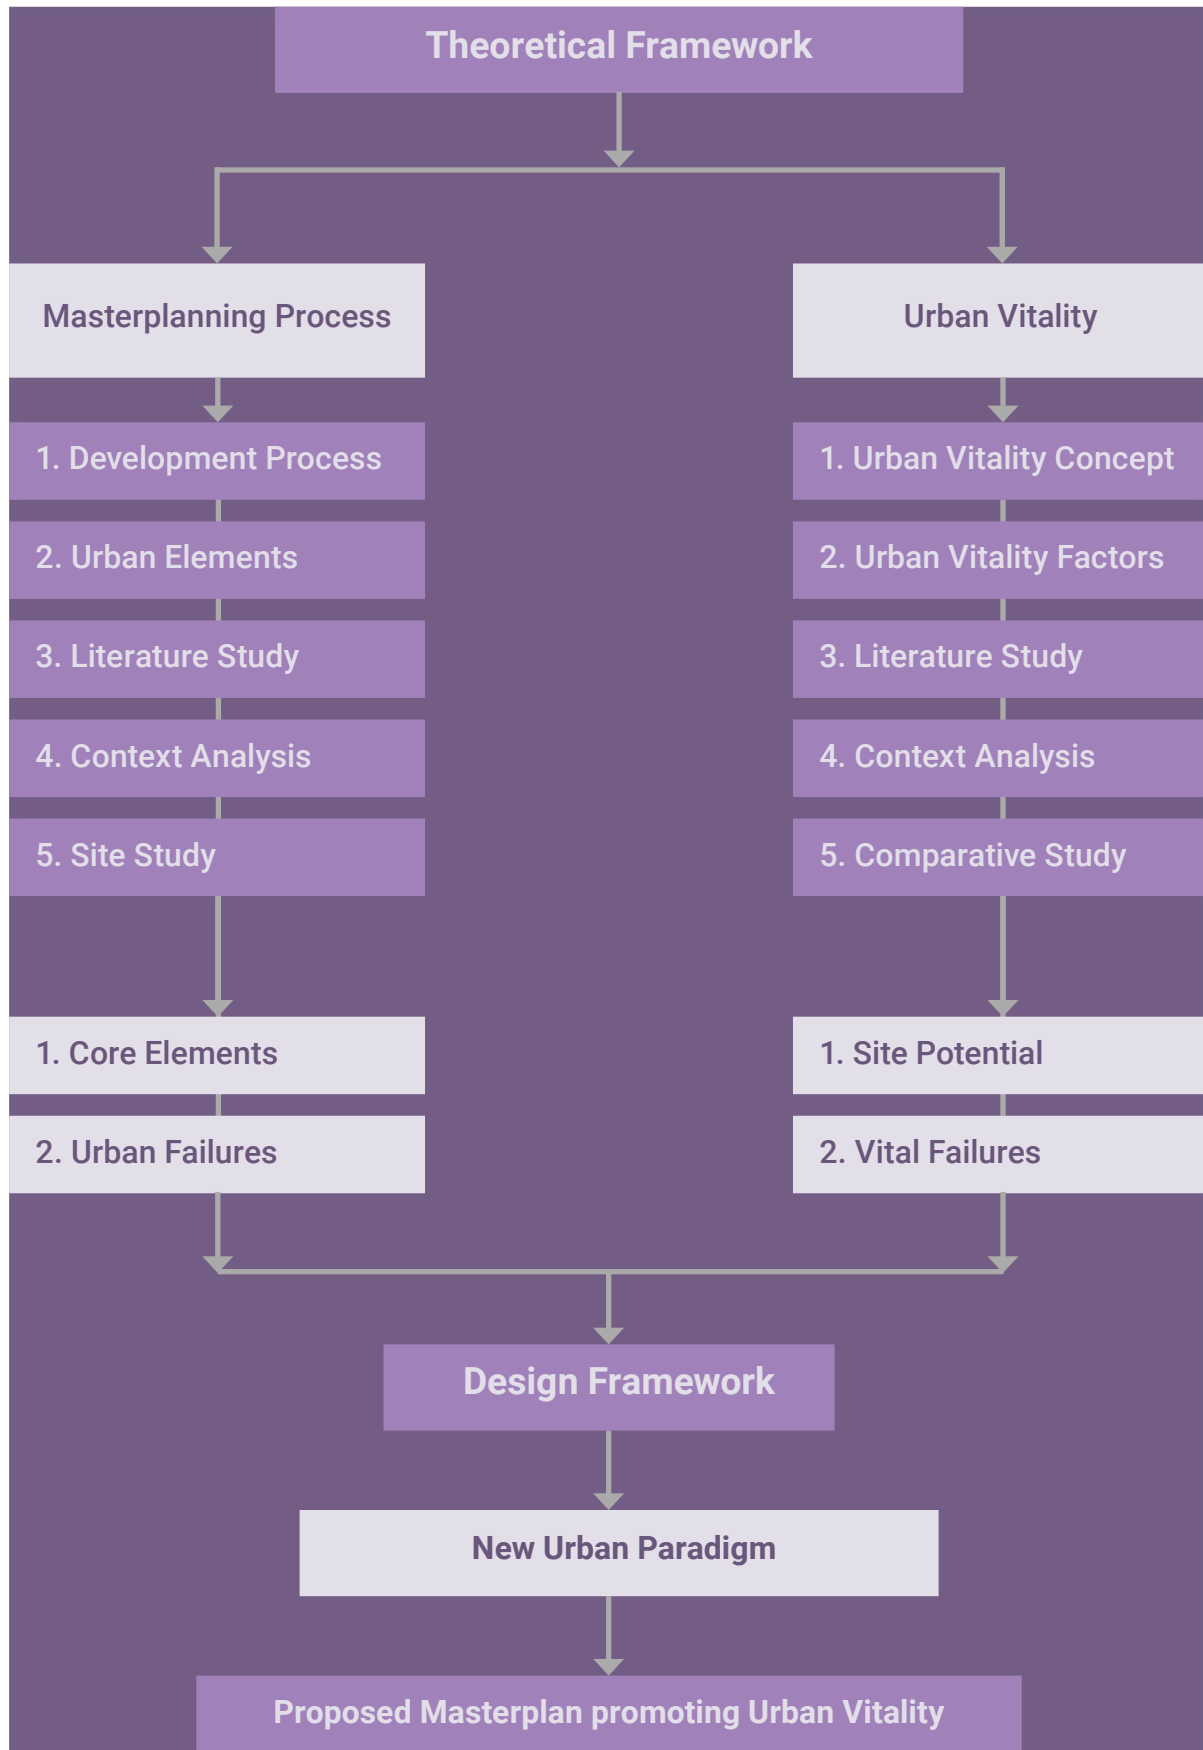 Theoretical Framework
Masterplanning Process
1. Development Process
2. Urban Elements
3. Literature Study
4. Context Analysis
5. Site Study
1. Core Elements
2. Urban Failures
Urban Vitality
1. Urban Vitality Concept
2. Urban Vitality Factors
3. Literature Study
4. Context Analysis
5. Comparative Study
1. Site Potential
2. Vital Failures
Design Framework
New Urban Paradigm
Proposed Masterplan promoting Urban Vitality